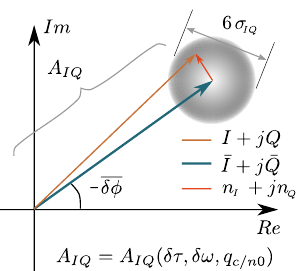 Im
6 σ_IQ
A_IQ
I + jQ
Ī + jQ̄
n_I + jn_Q
-δϕ̅
Re
A_IQ = A_IQ(δτ, δω, q_c/n0)